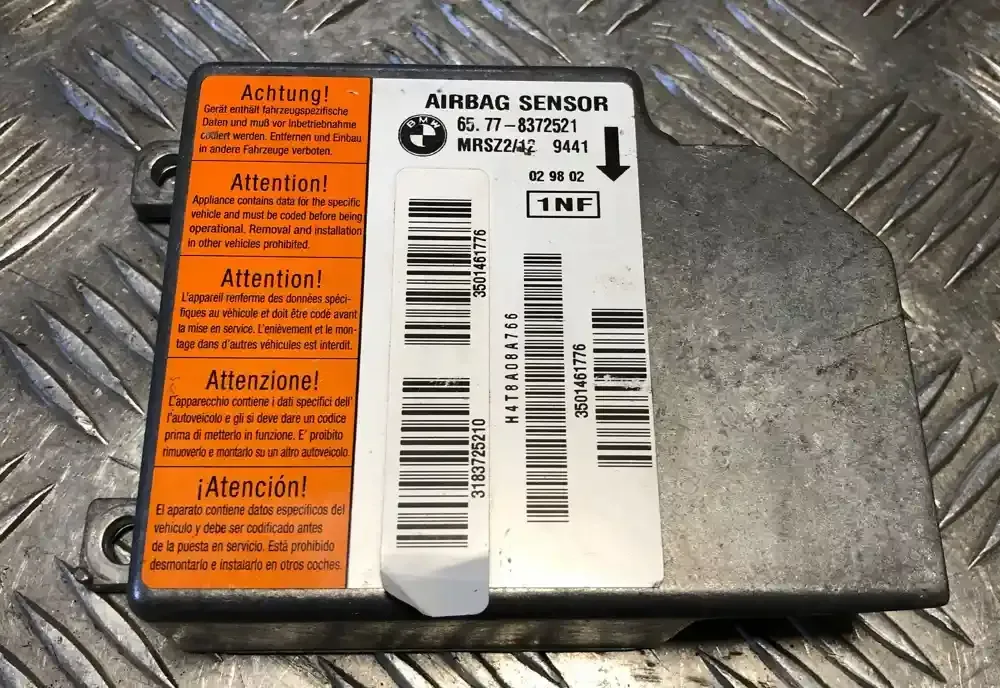 Achtung!
Gerät enthält fahrzeugspezifische
Daten und muß vor Inbetriebnahme
codiert werden. Entfernen und Einbau
in andere Fahrzeuge verboten.
Attention!
Appliance contains data for the specific
vehicle and must be coded before being
operational. Removal and installation
in other vehicles prohibited.
Attention!
L'appareil renferme des données spéci-
fiques au véhicule et doit être codé avant
la mise en service. L'enlévement et le mon-
tage dans d'autres véhicules est interdit.
Attenzione!
L'apparecchio contiene i dati specifici dell'
l'autoveicolo e gli si deve dare un codice
prima di metterlo in funzione. E' proibito
rimuoverlo e montarlo su un altro autoveicolo.
¡Atención!
El aparato contiene datos especificos del
vehículo y debe ser codificado antes
de la puesta en servicio. Está prohibido
desmontarlo e instalarlo en otros coches.
AIRBAG SENSOR
BMW
65.77-8372521
MRSZ2/12 9441
02 98 02
1NF
3501461776
3183725210
H4T8A08A766
3501461776